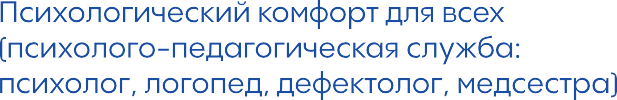 Психологический комфорт для всех
(психолого-педагогическая служба:
психолог, логопед, дефектолог, медсестра)